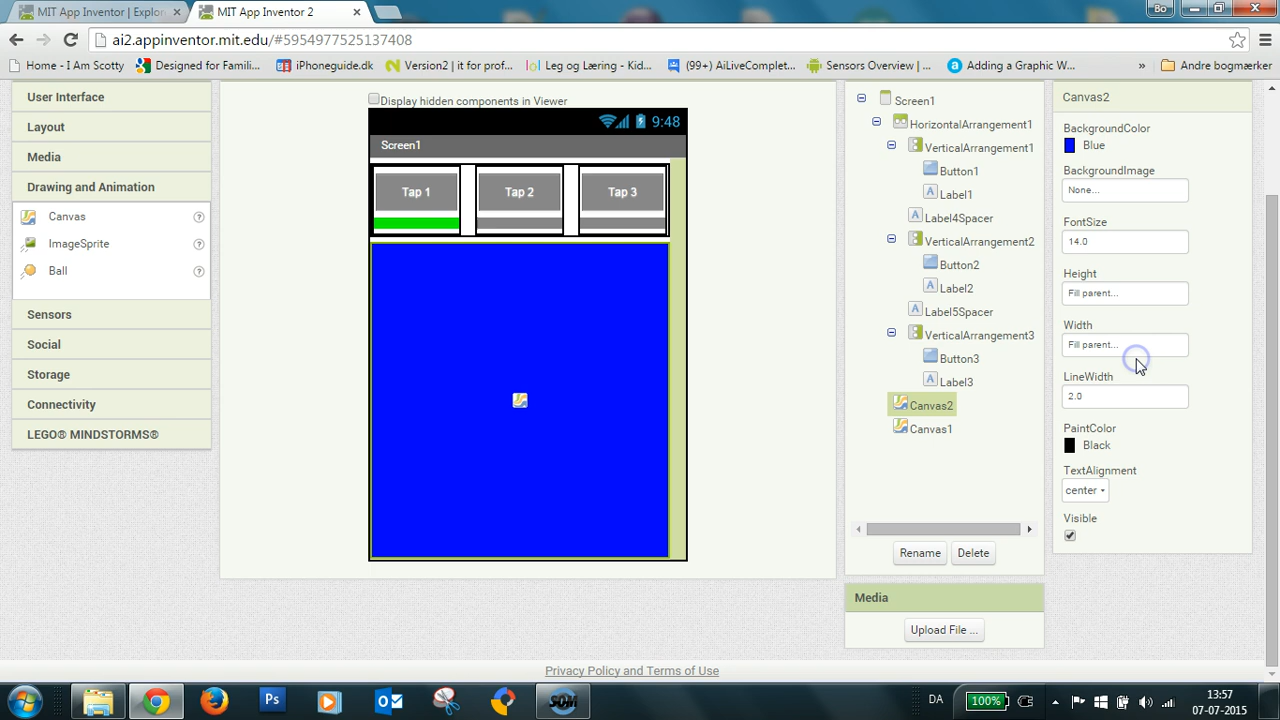 MIT App Inventor | Explor
MIT App Inventor 2
Bo
ai2.appinventor.mit.edu/#5954977525137408
Home - I Am Scotty
Designed for Famili...
iPhoneguide.dk
Version2 | it for prof...
Leg og Læring - Kid...
(99+) AiLiveComplet...
Sensors Overview | ...
Adding a Graphic W...
»
Andre bogmærker
User Interface
Layout
Media
Drawing and Animation
Canvas
?
ImageSprite
?
Ball
?
Sensors
Social
Storage
Connectivity
LEGO® MINDSTORMS®
Display hidden components in Viewer
9:48
Screen1
Tap 1
Tap 2
Tap 3
Screen1
HorizontalArrangement1
VerticalArrangement1
Button1
Label1
Label4Spacer
VerticalArrangement2
Button2
Label2
Label5Spacer
VerticalArrangement3
Button3
Label3
Canvas2
Canvas1
Rename
Delete
Media
Upload File ...
Canvas2
BackgroundColor
Blue
BackgroundImage
None...
FontSize
14.0
Height
Fill parent...
Width
Fill parent...
LineWidth
2.0
PaintColor
Black
TextAlignment
center
Visible
Privacy Policy and Terms of Use
DA
100%
13:57
07-07-2015
Ps
SOM